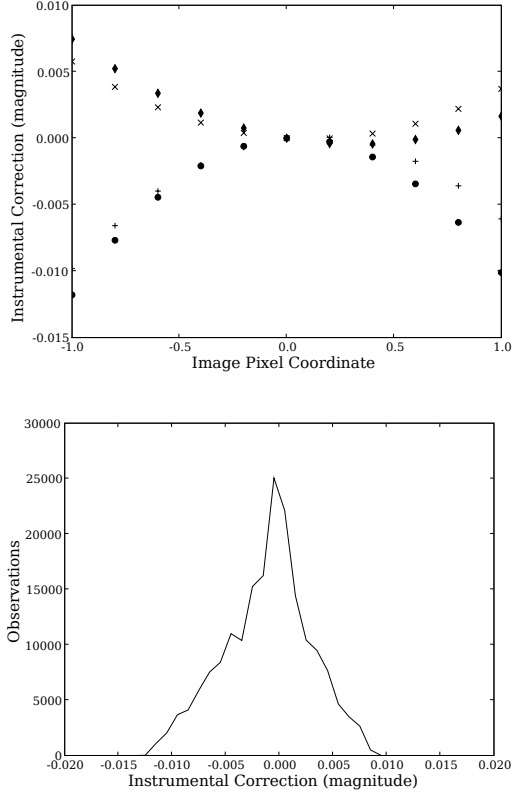 0.010
0.005
0.000
-0.005
-0.010
-0.015
Instrumental Correction (magnitude)
-1.0 -0.5 0.0 0.5 1.0
Image Pixel Coordinate
30000
25000
20000
15000
10000
5000
0
Observations
-0.020 -0.015 -0.010 -0.005 0.000 0.005 0.010 0.015 0.020
Instrumental Correction (magnitude)